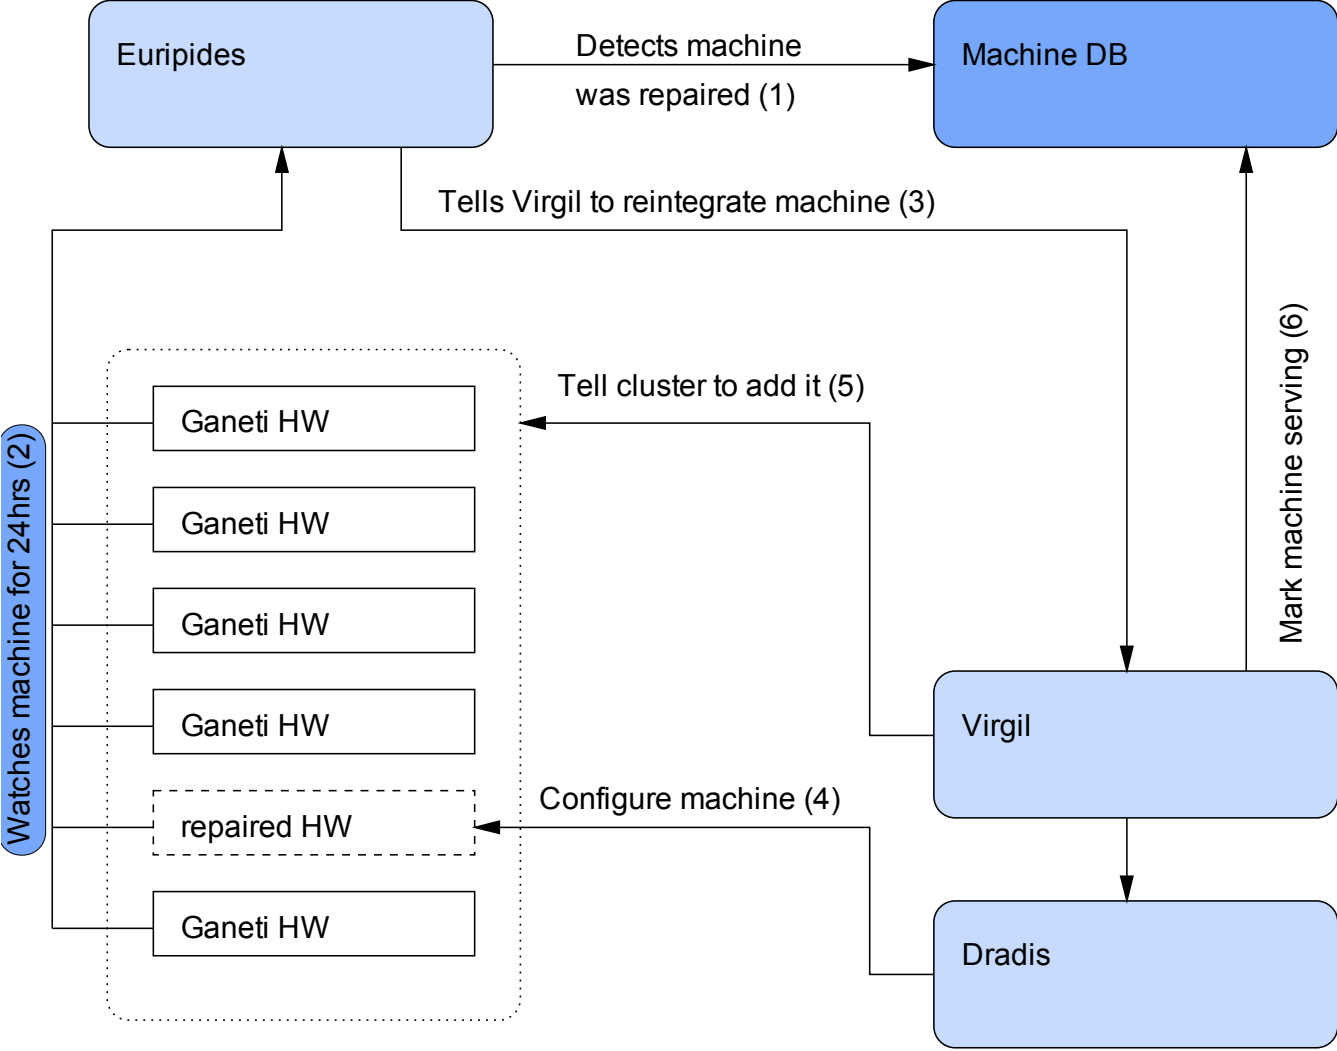 Euripides
Detects machine
was repaired (1)
Machine DB
Tells Virgil to reintegrate machine (3)
Mark machine serving (6)
Tell cluster to add it (5)
Ganeti HW
Watches machine for 24hrs (2)
Ganeti HW
Ganeti HW
Ganeti HW
Virgil
Configure machine (4)
repaired HW
Ganeti HW
Dradis